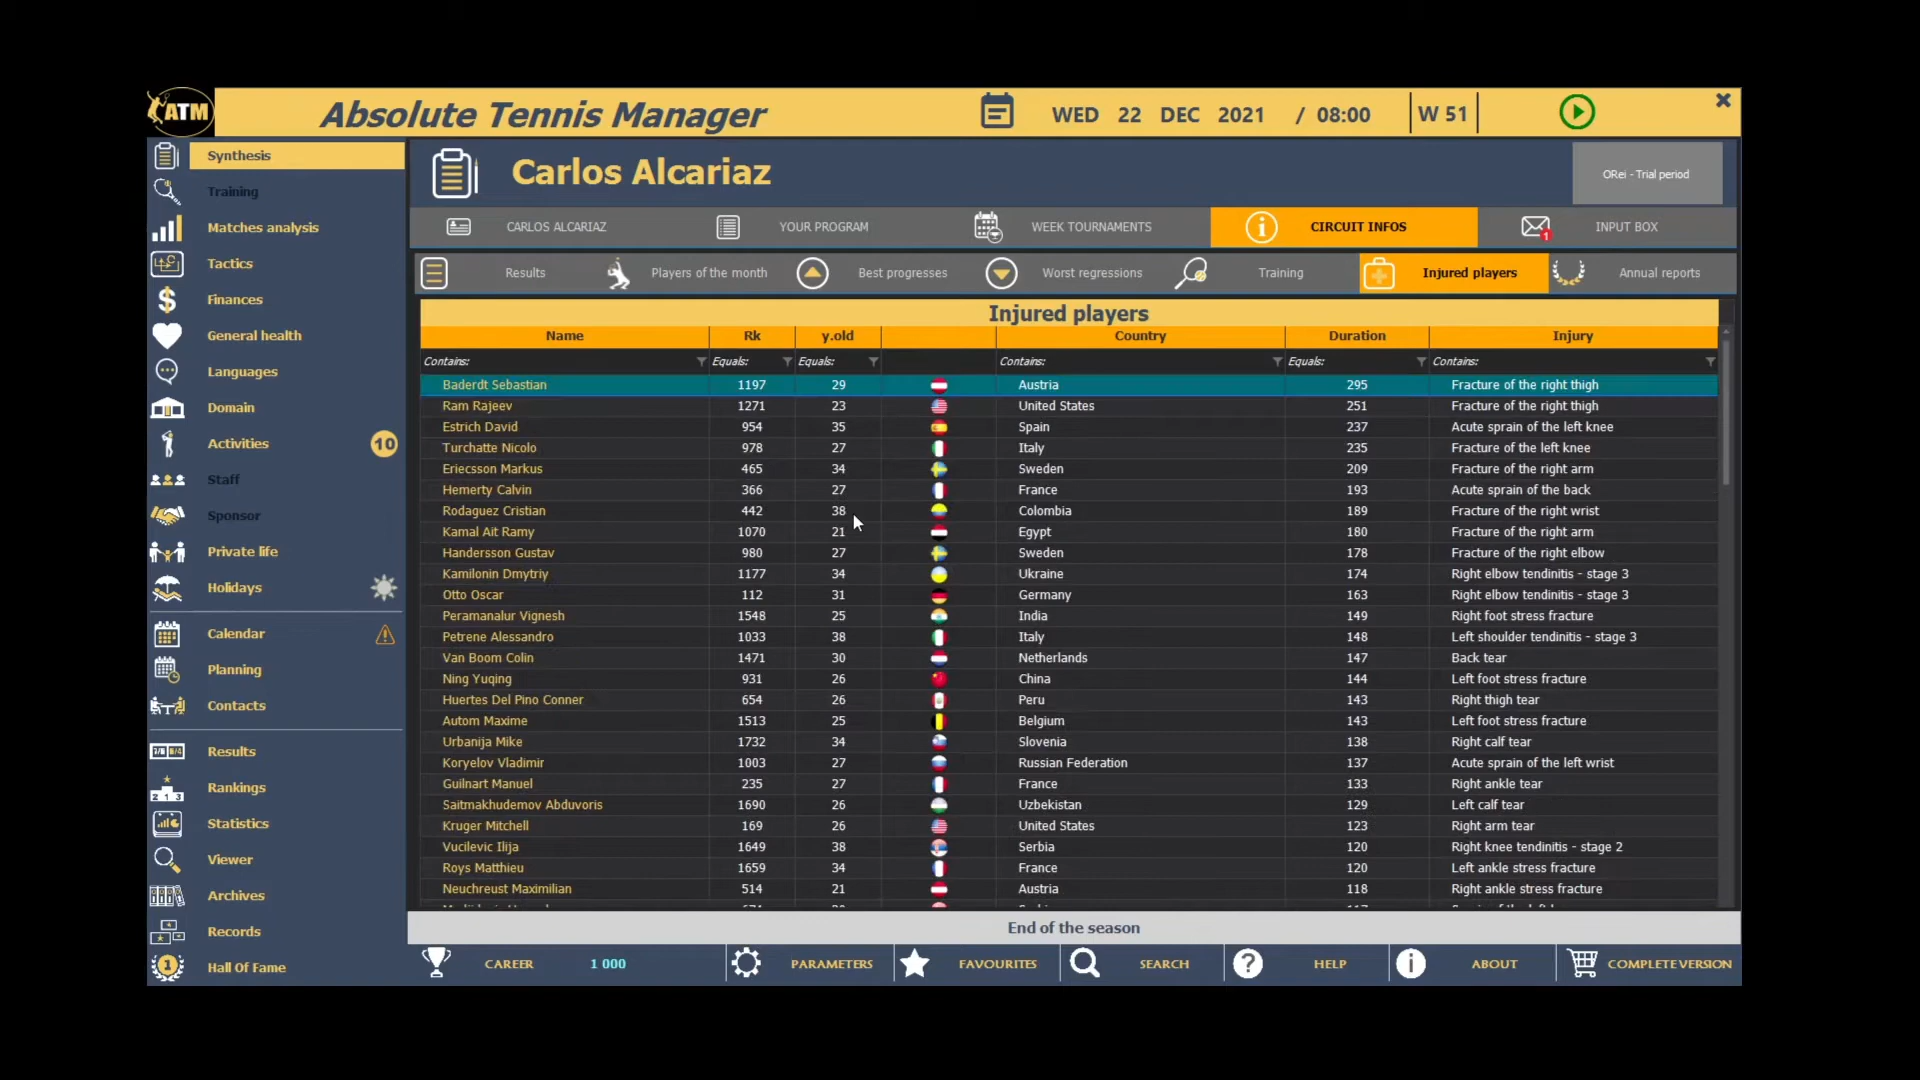 ATM
Absolute Tennis Manager
WED 22 DEC 2021 / 08:00 W 51
Carlos Alcariaz
ORei - Trial period
CARLOS ALCARIAZ YOUR PROGRAM WEEK TOURNAMENTS CIRCUIT INFOS 1 INPUT BOX
Results Players of the month Best progresses Worst regressions Training Injured players Annual reports
Synthesis
Training
Matches analysis
Tactics
Finances
General health
Languages
Domain
Activities 10
Staff
Sponsor
Private life
Holidays
Calendar
Planning
Contacts
Results
Rankings
Statistics
Viewer
Archives
Records
Hall Of Fame
Injured players
Name Rk y.old Country Duration Injury
Contains: Equals: Equals: Contains: Equals: Contains:
Baderdt Sebastian 1197 29 Austria 295 Fracture of the right thigh
Ram Rajeev 1271 23 United States 251 Fracture of the right thigh
Estrich David 954 35 Spain 237 Acute sprain of the left knee
Turchatte Nicolo 978 27 Italy 235 Fracture of the left knee
Eriecsson Markus 465 34 Sweden 209 Fracture of the right arm
Hemerty Calvin 366 27 France 193 Acute sprain of the back
Rodaguez Cristian 442 38 Colombia 189 Fracture of the right wrist
Kamal Ait Ramy 1070 21 Egypt 180 Fracture of the right arm
Handersson Gustav 980 27 Sweden 178 Fracture of the right elbow
Kamilonin Dmytriy 1177 34 Ukraine 174 Right elbow tendinitis - stage 3
Otto Oscar 112 31 Germany 163 Right elbow tendinitis - stage 3
Peramanalur Vignesh 1548 25 India 149 Right foot stress fracture
Petrene Alessandro 1033 38 Italy 148 Left shoulder tendinitis - stage 3
Van Boom Colin 1471 30 Netherlands 147 Back tear
Ning Yuqing 931 26 China 144 Left foot stress fracture
Huertes Del Pino Conner 654 26 Peru 143 Right thigh tear
Autom Maxime 1513 25 Belgium 143 Left foot stress fracture
Urbanija Mike 1732 34 Slovenia 138 Right calf tear
Koryelov Vladimir 1003 27 Russian Federation 137 Acute sprain of the left wrist
Guilnart Manuel 235 27 France 133 Right ankle tear
Saitmakhudemov Abduvoris 1690 26 Uzbekistan 129 Left calf tear
Kruger Mitchell 169 26 United States 123 Right arm tear
Vucilevic Ilija 1649 38 Serbia 120 Right knee tendinitis - stage 2
Roys Matthieu 1659 34 France 120 Left ankle stress fracture
Neuchreust Maximilian 514 21 Austria 118 Right ankle stress fracture
End of the season
CAREER 1 000 PARAMETERS FAVOURITES SEARCH HELP ABOUT COMPLETE VERSION